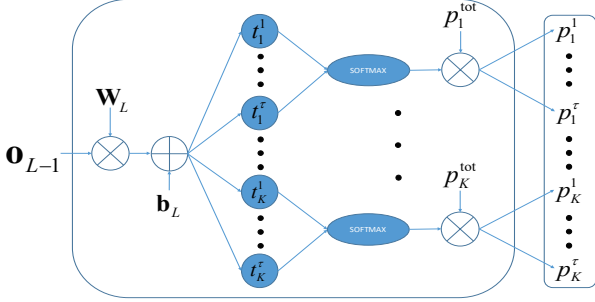 p_1^tot
t_1^1
p_1^1
SOFTMAX
W_L
t_1^τ
p_1^τ
o_{L-1}
b_L
p_K^tot
t_K^1
p_K^1
SOFTMAX
t_K^τ
p_K^τ